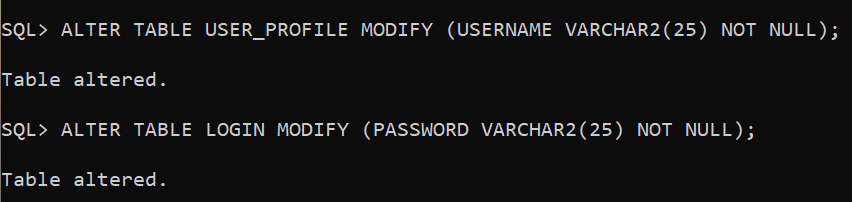 SQL> ALTER TABLE USER_PROFILE MODIFY (USERNAME VARCHAR2(25) NOT NULL);
Table altered.
SQL> ALTER TABLE LOGIN MODIFY (PASSWORD VARCHAR2(25) NOT NULL);
Table altered.